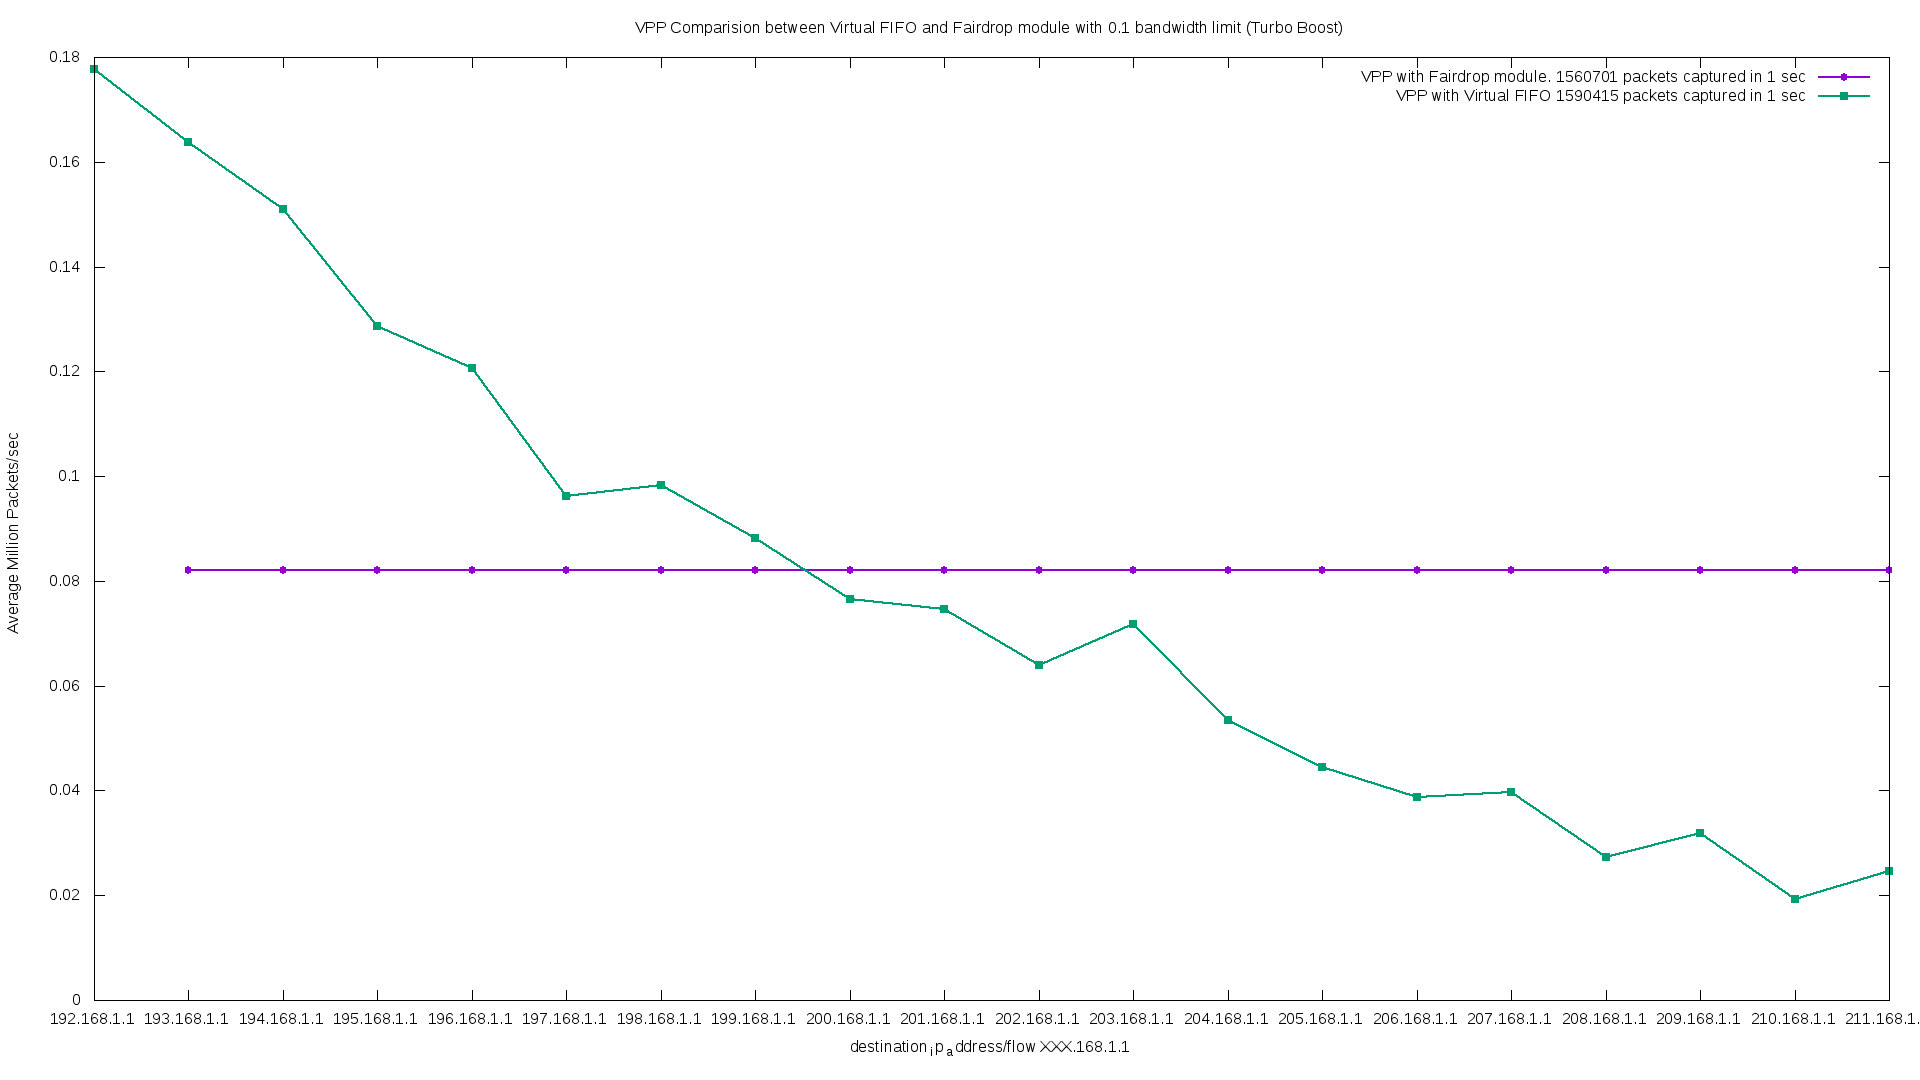 VPP Comparision between Virtual FIFO and Fairdrop module with 0.1 bandwidth limit (Turbo Boost)
VPP with Fairdrop module. 1560701 packets captured in 1 sec
VPP with Virtual FIFO 1590415 packets captured in 1 sec
0.18
0.16
0.14
0.12
0.1
0.08
0.06
0.04
0.02
0
Average Million Packets/sec
192.168.1.1 193.168.1.1 194.168.1.1 195.168.1.1 196.168.1.1 197.168.1.1 198.168.1.1 199.168.1.1 200.168.1.1 201.168.1.1 202.168.1.1 203.168.1.1 204.168.1.1 205.168.1.1 206.168.1.1 207.168.1.1 208.168.1.1 209.168.1.1 210.168.1.1 211.168.1.
destinationipaddress/flow XXX.168.1.1